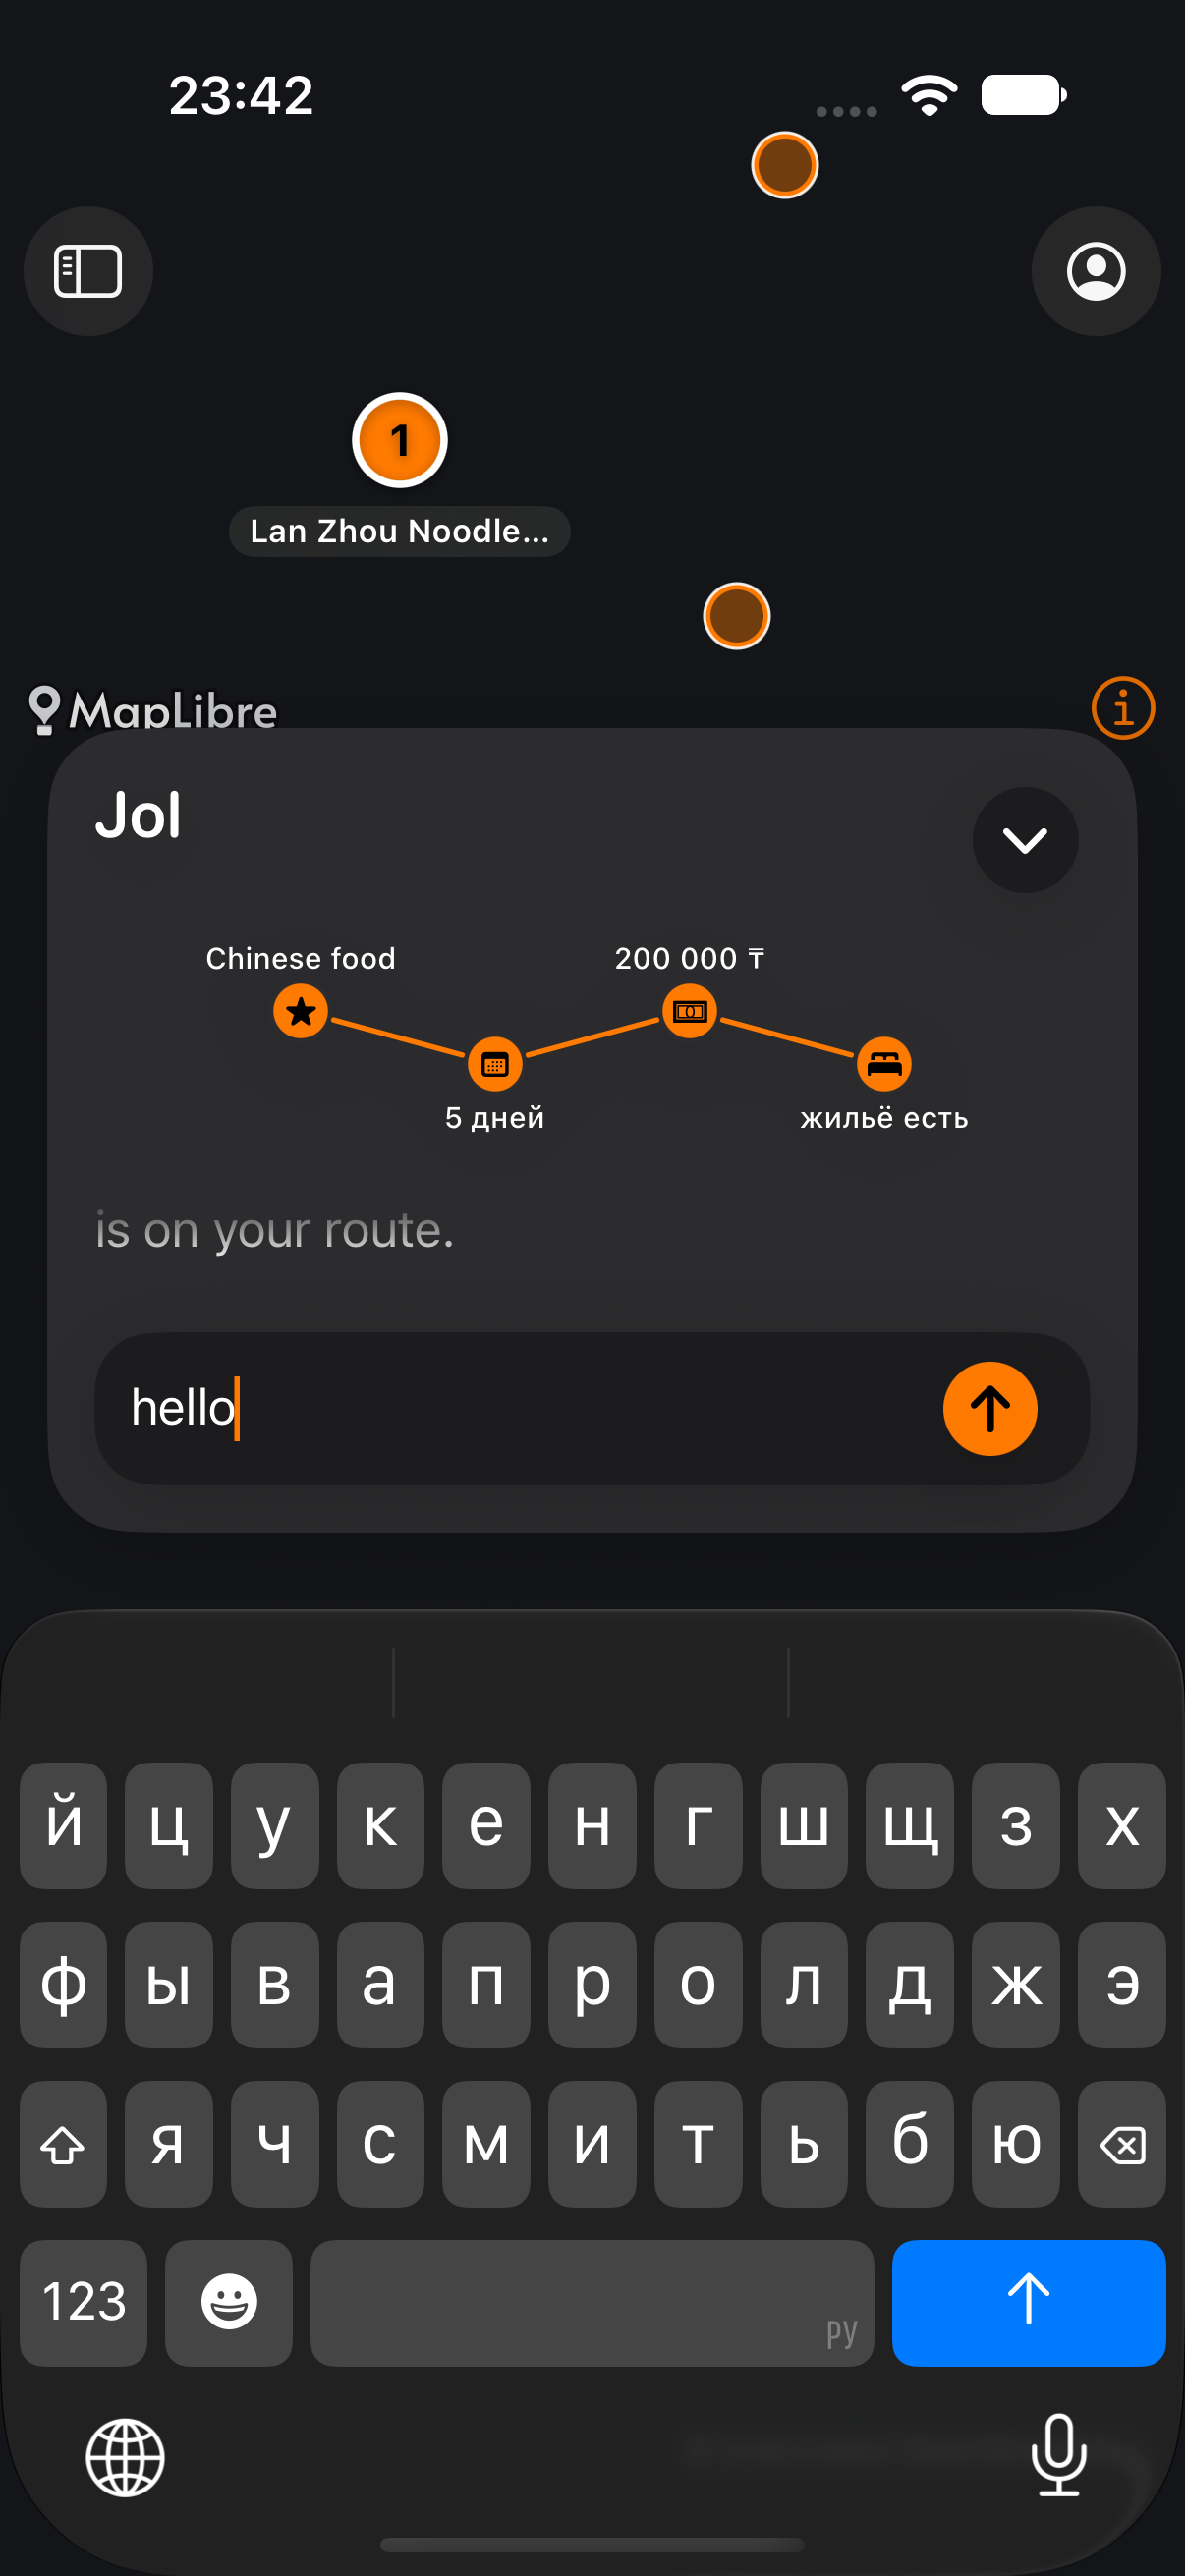 23:42
1
Lan Zhou Noodle...
MapLibre
Jol
Chinese food
200 000 ₸
5 дней
жильё есть
is on your route.
hello
й ц у к е н г ш щ з х
ф ы в а п р о л д ж э
я ч с м и т ь б ю
123
РУ